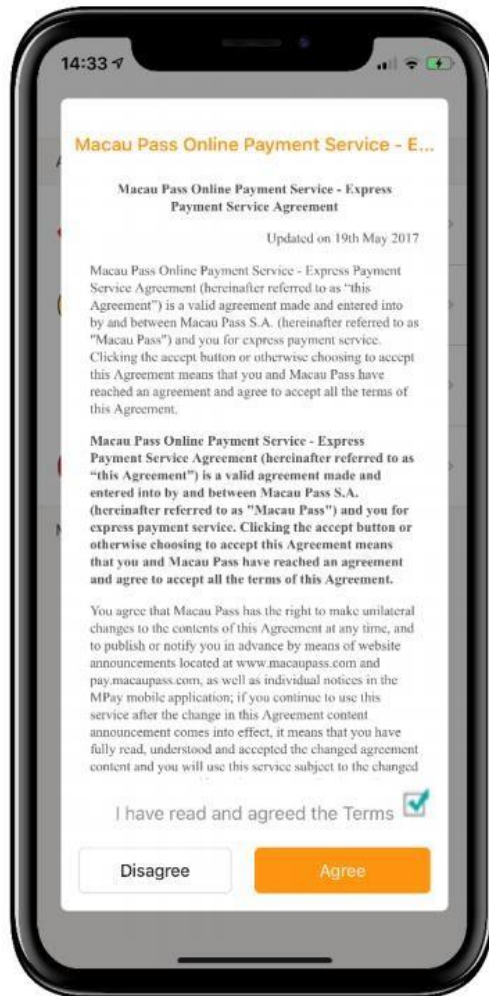 14:33
Macau Pass Online Payment Service - E...
Macau Pass Online Payment Service - Express
Payment Service Agreement
Updated on 19th May 2017
Macau Pass Online Payment Service - Express Payment
Service Agreement (hereinafter referred to as “this
Agreement”) is a valid agreement made and entered into
by and between Macau Pass S.A. (hereinafter referred to as
"Macau Pass") and you for express payment service.
Clicking the accept button or otherwise choosing to accept
this Agreement means that you and Macau Pass have
reached an agreement and agree to accept all the terms of
this Agreement.
Macau Pass Online Payment Service - Express
Payment Service Agreement (hereinafter referred to as
“this Agreement”) is a valid agreement made and
entered into by and between Macau Pass S.A.
(hereinafter referred to as "Macau Pass") and you for
express payment service. Clicking the accept button or
otherwise choosing to accept this Agreement means
that you and Macau Pass have reached an agreement
and agree to accept all the terms of this Agreement.
You agree that Macau Pass has the right to make unilateral
changes to the contents of this Agreement at any time, and
to publish or notify you in advance by means of website
announcements located at www.macaupass.com and
pay.macaupass.com, as well as individual notices in the
MPay mobile application; if you continue to use this
service after the change in this Agreement content
announcement comes into effect, it means that you have
fully read, understood and accepted the changed agreement
content and you will use this service subject to the changed
I have read and agreed the Terms
Disagree
Agree